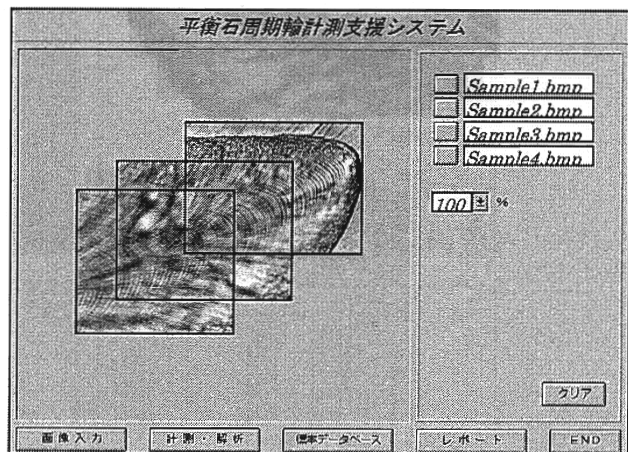 平衡石周期輪計測支援システム
Sample1.bmp
Sample2.bmp
Sample3.bmp
Sample4.bmp
100 %
クリア
画像入力 計測・解析 標本データベース レポート END